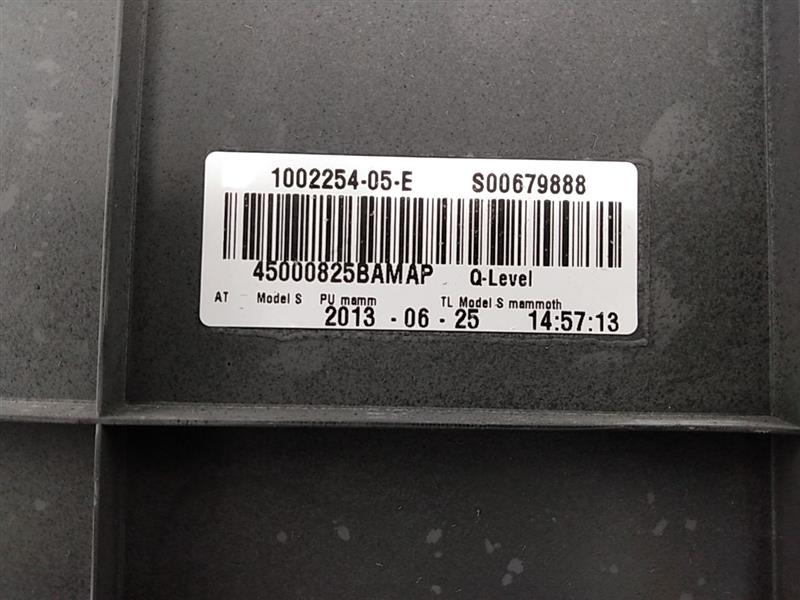 1002254-05-E S00679888
45000825BAMAP Q-Level
AT Model S PU mamm TL Model S mammoth
2013 -06 - 25 14:57:13